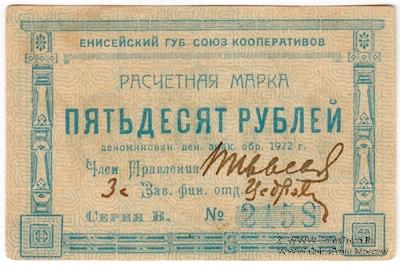 ЕНИСЕЙСКИЙ ГУБ СОЮЗ КООПЕРАТИВОВ
РАСЧЕТНАЯ МАРКА
ПЯТЬДЕСЯТ РУБЛЕЙ
деноминован. ден. знак. обр. 1922 г.
Член Правления
За Зав. фин. отд.
Серия Б. №